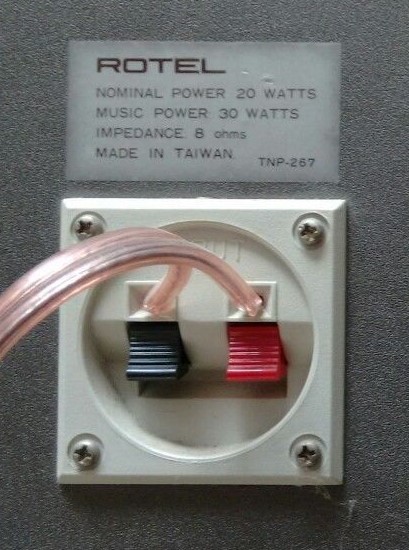 ROTEL
NOMINAL POWER 20 WATTS
MUSIC POWER 30 WATTS
IMPEDANCE 8 ohms
MADE IN TAIWAN. TNP-267